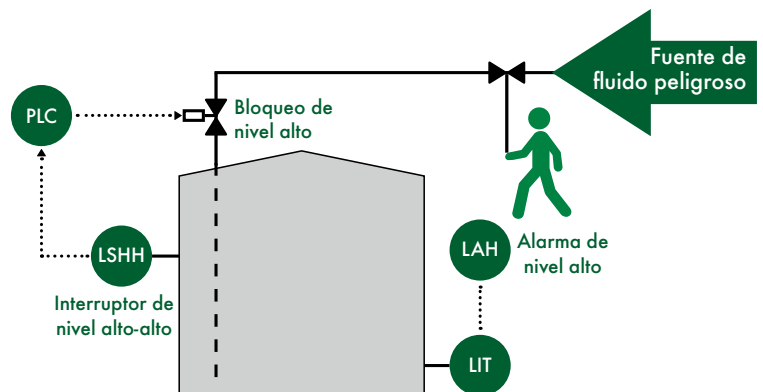 Fuente de
fluido peligroso
PLC
Bloqueo de
nivel alto
LSHH
LAH
Alarma de
nivel alto
Interruptor de
nivel alto-alto
LIT